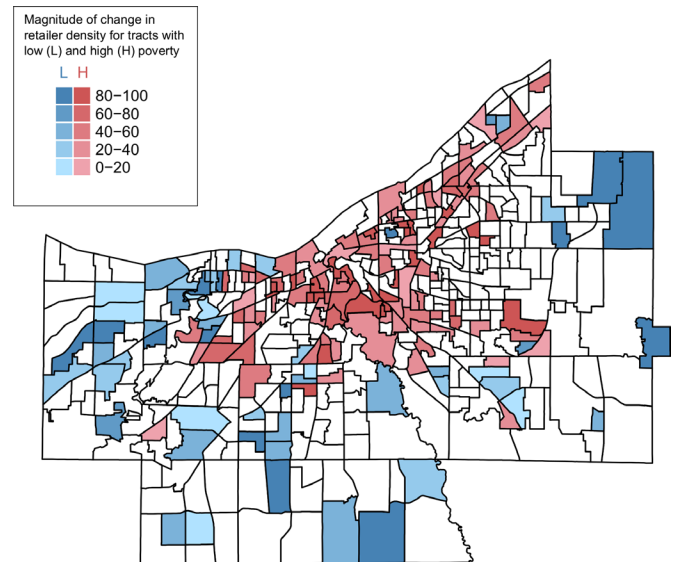 Magnitude of change in
retailer density for tracts with
low (L) and high (H) poverty
L H
80−100
60−80
40−60
20−40
0−20